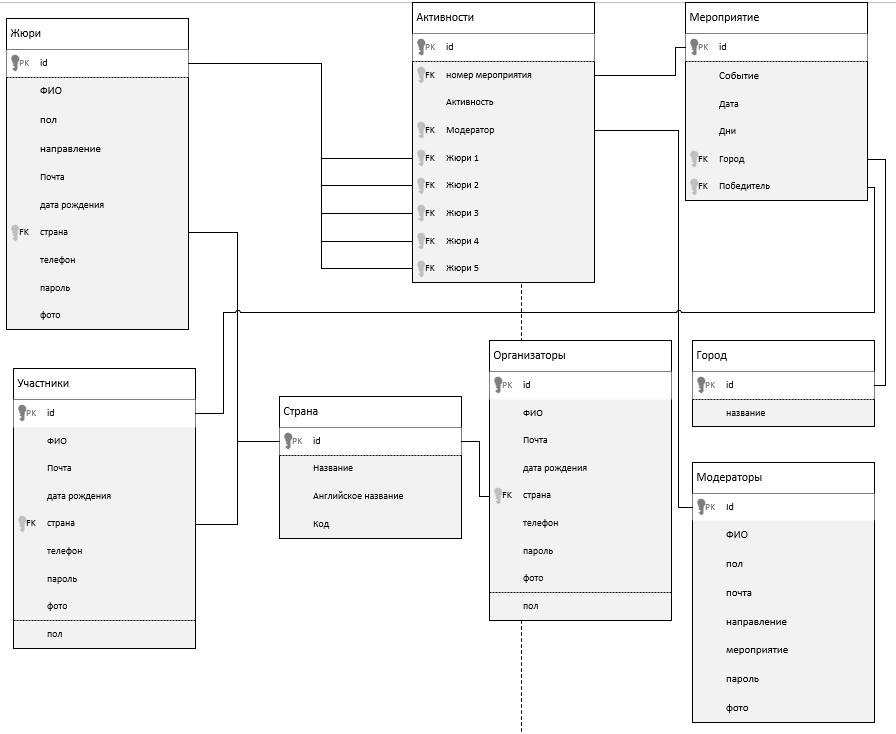 Жюри
PK id
ФИО
пол
направление
Почта
дата рождения
FK страна
телефон
пароль
фото
Активности
PK id
FK номер мероприятия
Активность
FK Модератор
FK Жюри 1
FK Жюри 2
FK Жюри 3
FK Жюри 4
FK Жюри 5
Мероприятие
PK id
Событие
Дата
Дни
FK Город
FK Победитель
Участники
PK id
ФИО
Почта
дата рождения
FK страна
телефон
пароль
фото
пол
Страна
PK id
Название
Английское название
Код
Организаторы
PK id
ФИО
Почта
дата рождения
FK страна
телефон
пароль
фото
пол
Город
PK id
название
Модераторы
PK Id
ФИО
пол
почта
направление
мероприятие
пароль
фото